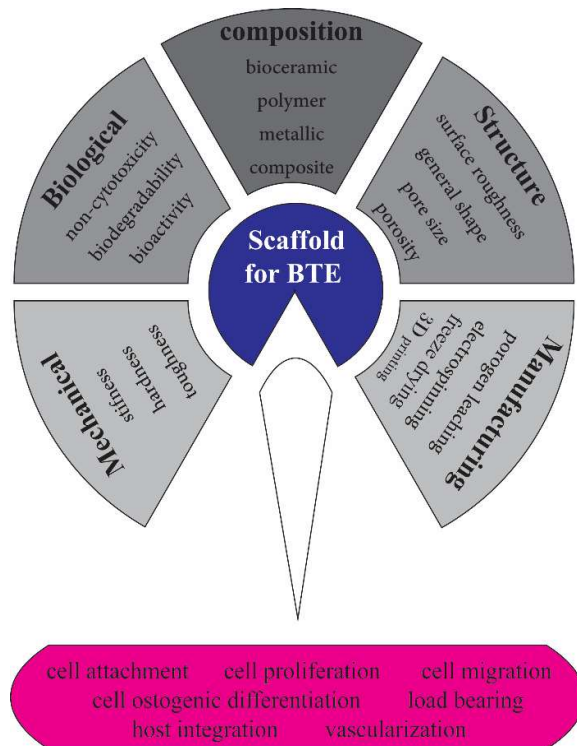 composition
bioceramic
polymer
metallic
composite
Biological
non-cytotoxicity
biodegradability
bioactivity
Structure
surface roughness
general shape
pore size
porosity
Scaffold
for BTE
Mechanical
stifness
hardness
toughness
Manufacturing
porogen leaching
electrospinning
freeze drying
3D printing
cell attachment cell proliferation cell migration
cell ostogenic differentiation load bearing
host integration vascularization